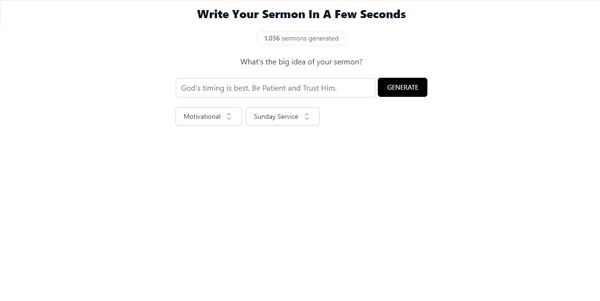 Write Your Sermon In A Few Seconds
1,036 sermons generated
What's the big idea of your sermon?
God's timing is best. Be Patient and Trust Him.
GENERATE
Motivational
Sunday Service